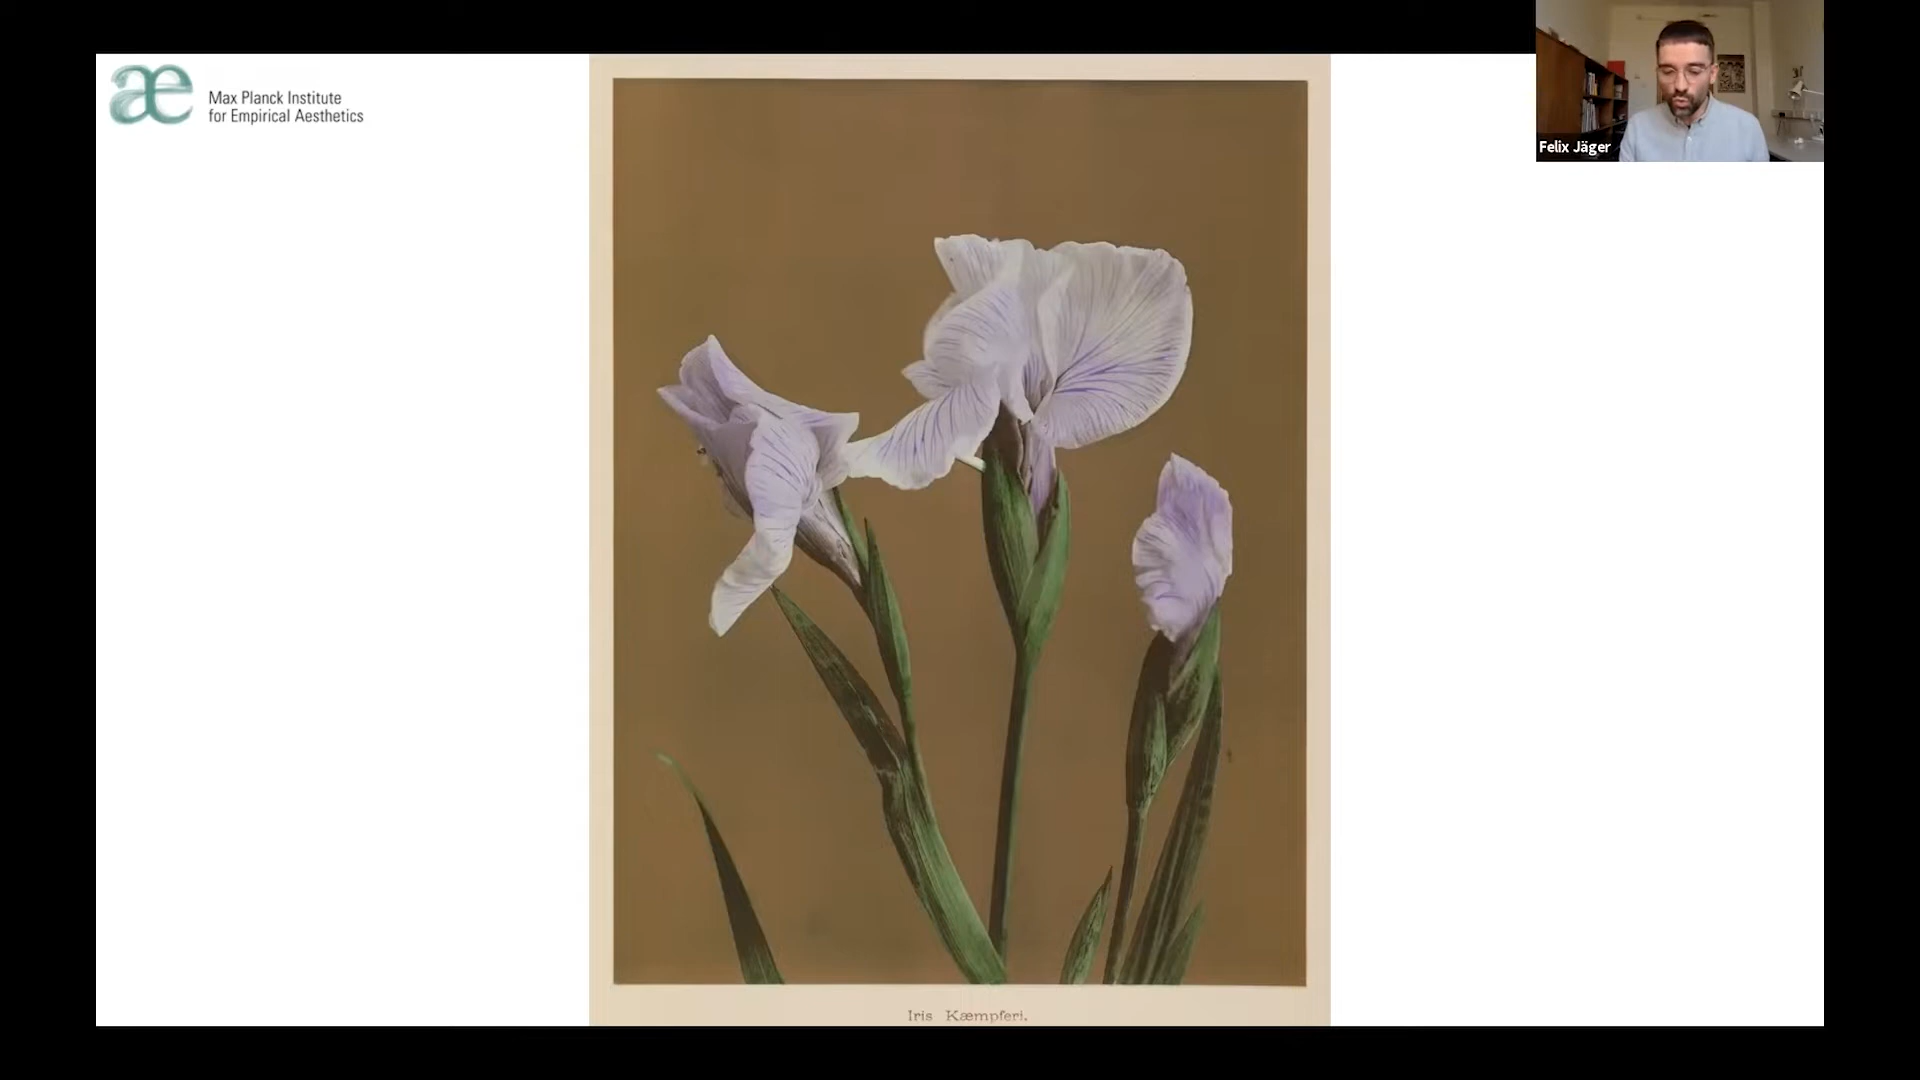 æ
Max Planck Institute
for Empirical Aesthetics
Felix Jäger
Iris Kæmpferi.